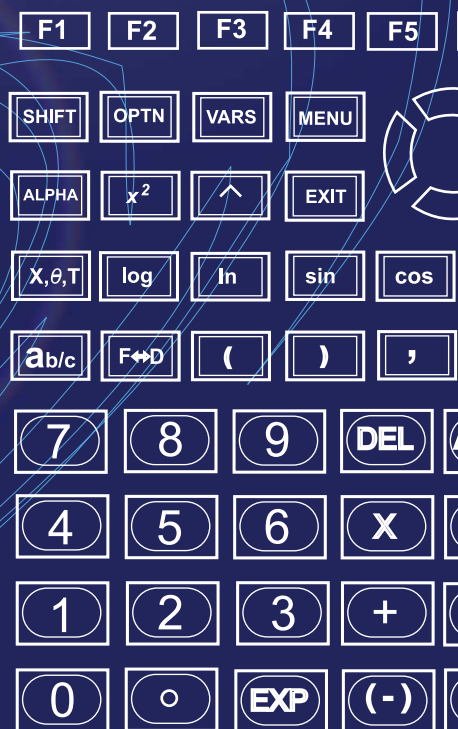 F1 F2 F3 F4 F5
SHIFT OPTN VARS MENU
ALPHA x² ^ EXIT
X,θ,T log In sin cos
ab/c F↔D ( ) ,
7 8 9 DEL
4 5 6 X
1 2 3 +
0 ○ EXP (-)